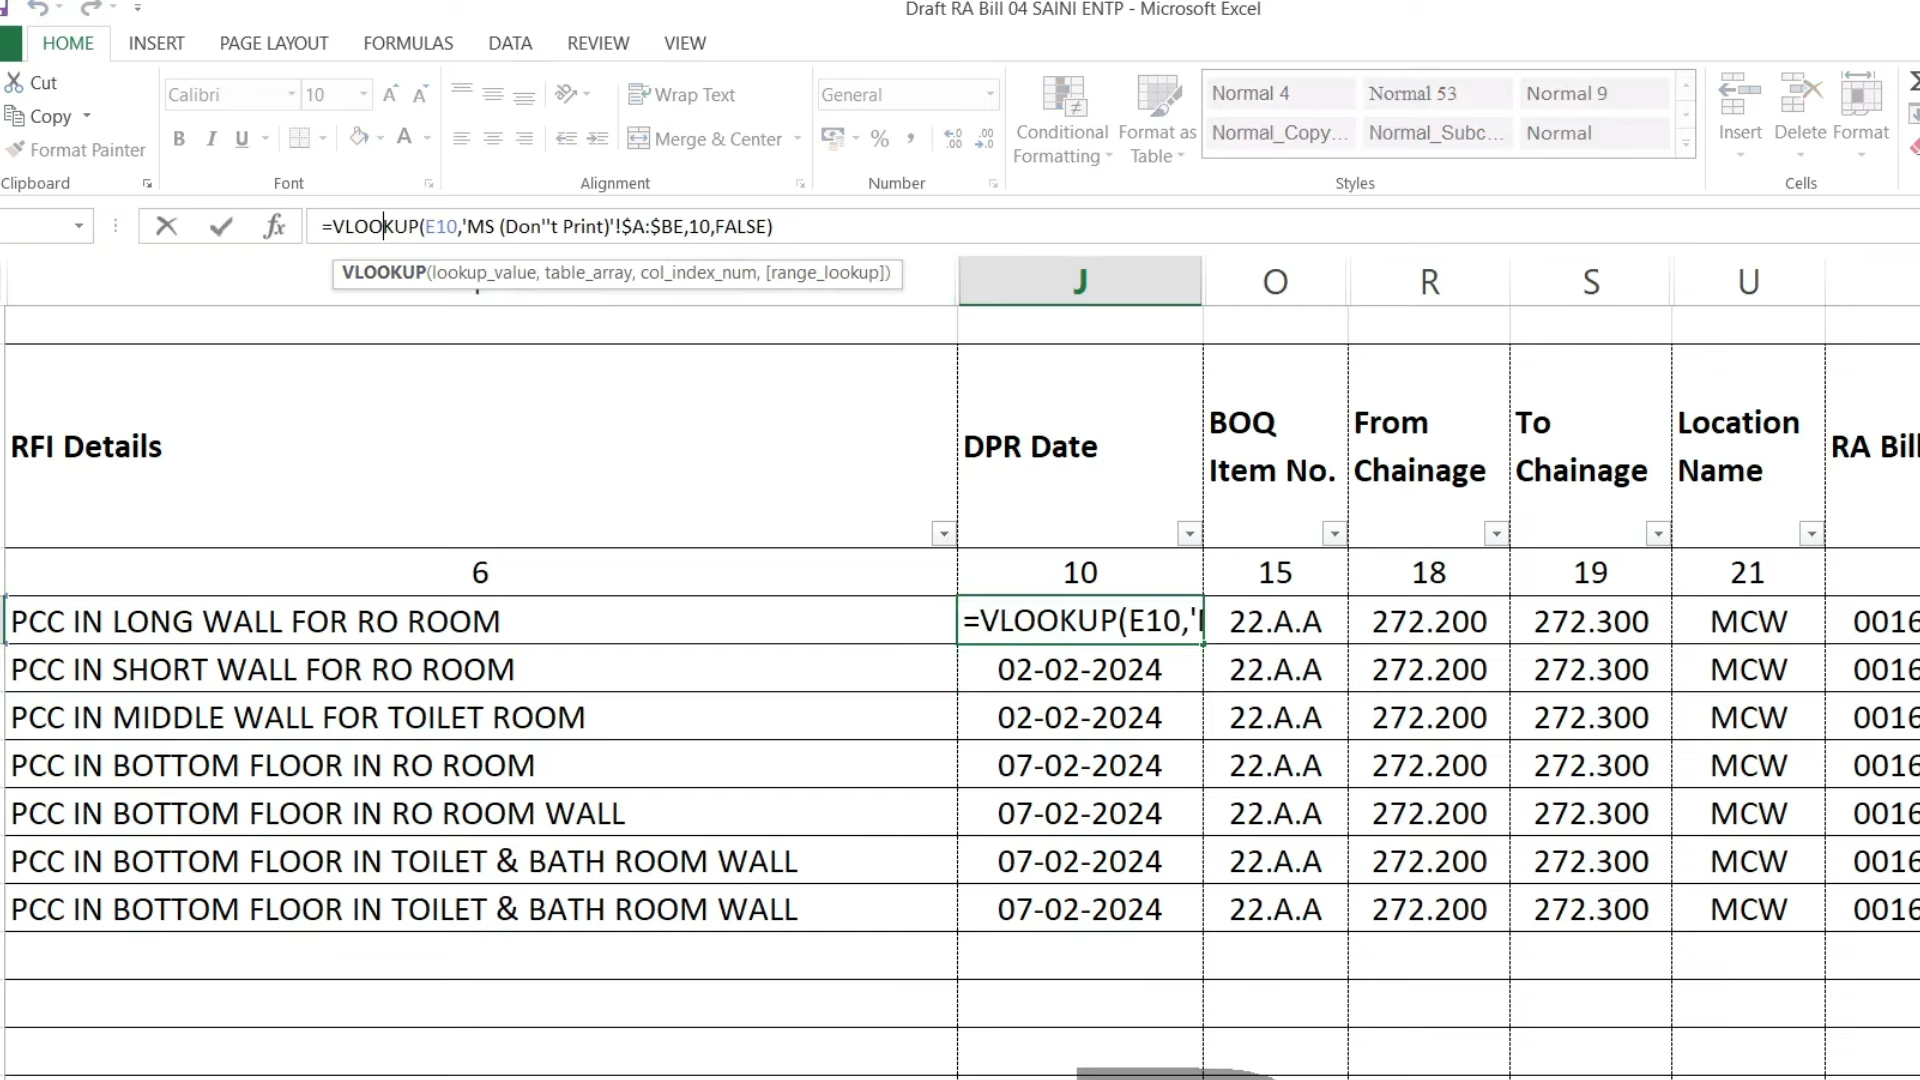 Draft RA Bill 04 SAINI ENTP - Microsoft Excel
HOME INSERT PAGE LAYOUT FORMULAS DATA REVIEW VIEW
Cut
Copy
Format Painter
Clipboard
Calibri 10
B I U A
Font
Wrap Text
Merge & Center
Alignment
General
% ,
Number
Conditional Formatting
Format as Table
Normal 4 Normal 53 Normal 9
Normal_Copy... Normal_Subc... Normal
Styles
Insert Delete Format
Cells
fx =VLOOKUP(E10,'MS (Don''t Print)'!$A:$BE,10,FALSE)
VLOOKUP(lookup_value, table_array, col_index_num, [range_lookup])
J O R S U
RFI Details DPR Date BOQ Item No. From Chainage To Chainage Location Name RA Bill
6 10 15 18 19 21
PCC IN LONG WALL FOR RO ROOM =VLOOKUP(E10,' 22.A.A 272.200 272.300 MCW 0016
PCC IN SHORT WALL FOR RO ROOM 02-02-2024 22.A.A 272.200 272.300 MCW 0016
PCC IN MIDDLE WALL FOR TOILET ROOM 02-02-2024 22.A.A 272.200 272.300 MCW 0016
PCC IN BOTTOM FLOOR IN RO ROOM 07-02-2024 22.A.A 272.200 272.300 MCW 0016
PCC IN BOTTOM FLOOR IN RO ROOM WALL 07-02-2024 22.A.A 272.200 272.300 MCW 0016
PCC IN BOTTOM FLOOR IN TOILET & BATH ROOM WALL 07-02-2024 22.A.A 272.200 272.300 MCW 0016
PCC IN BOTTOM FLOOR IN TOILET & BATH ROOM WALL 07-02-2024 22.A.A 272.200 272.300 MCW 0016